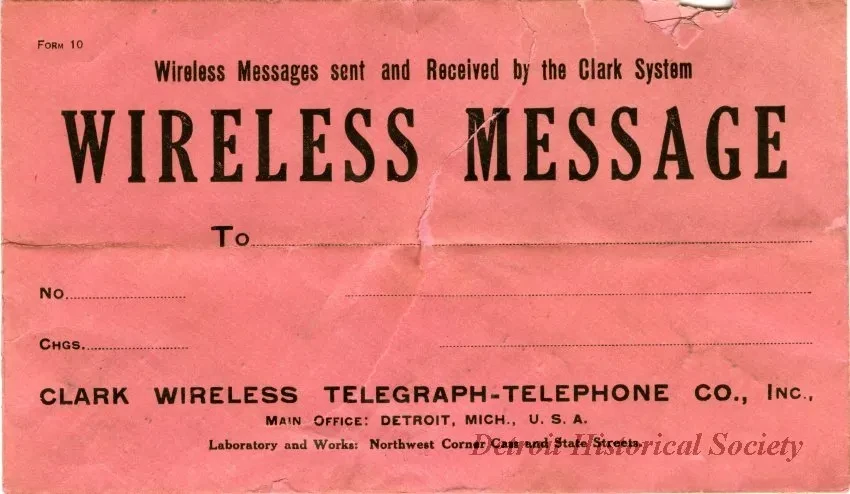 Form 10
Wireless Messages sent and Received by the Clark System
WIRELESS MESSAGE
To
No.
Chgs.
CLARK WIRELESS TELEGRAPH-TELEPHONE CO., Inc.,
Main Office: DETROIT, MICH., U. S. A.
Laboratory and Works: Northwest Corner Cass and State Streets.
Detroit Historical Society